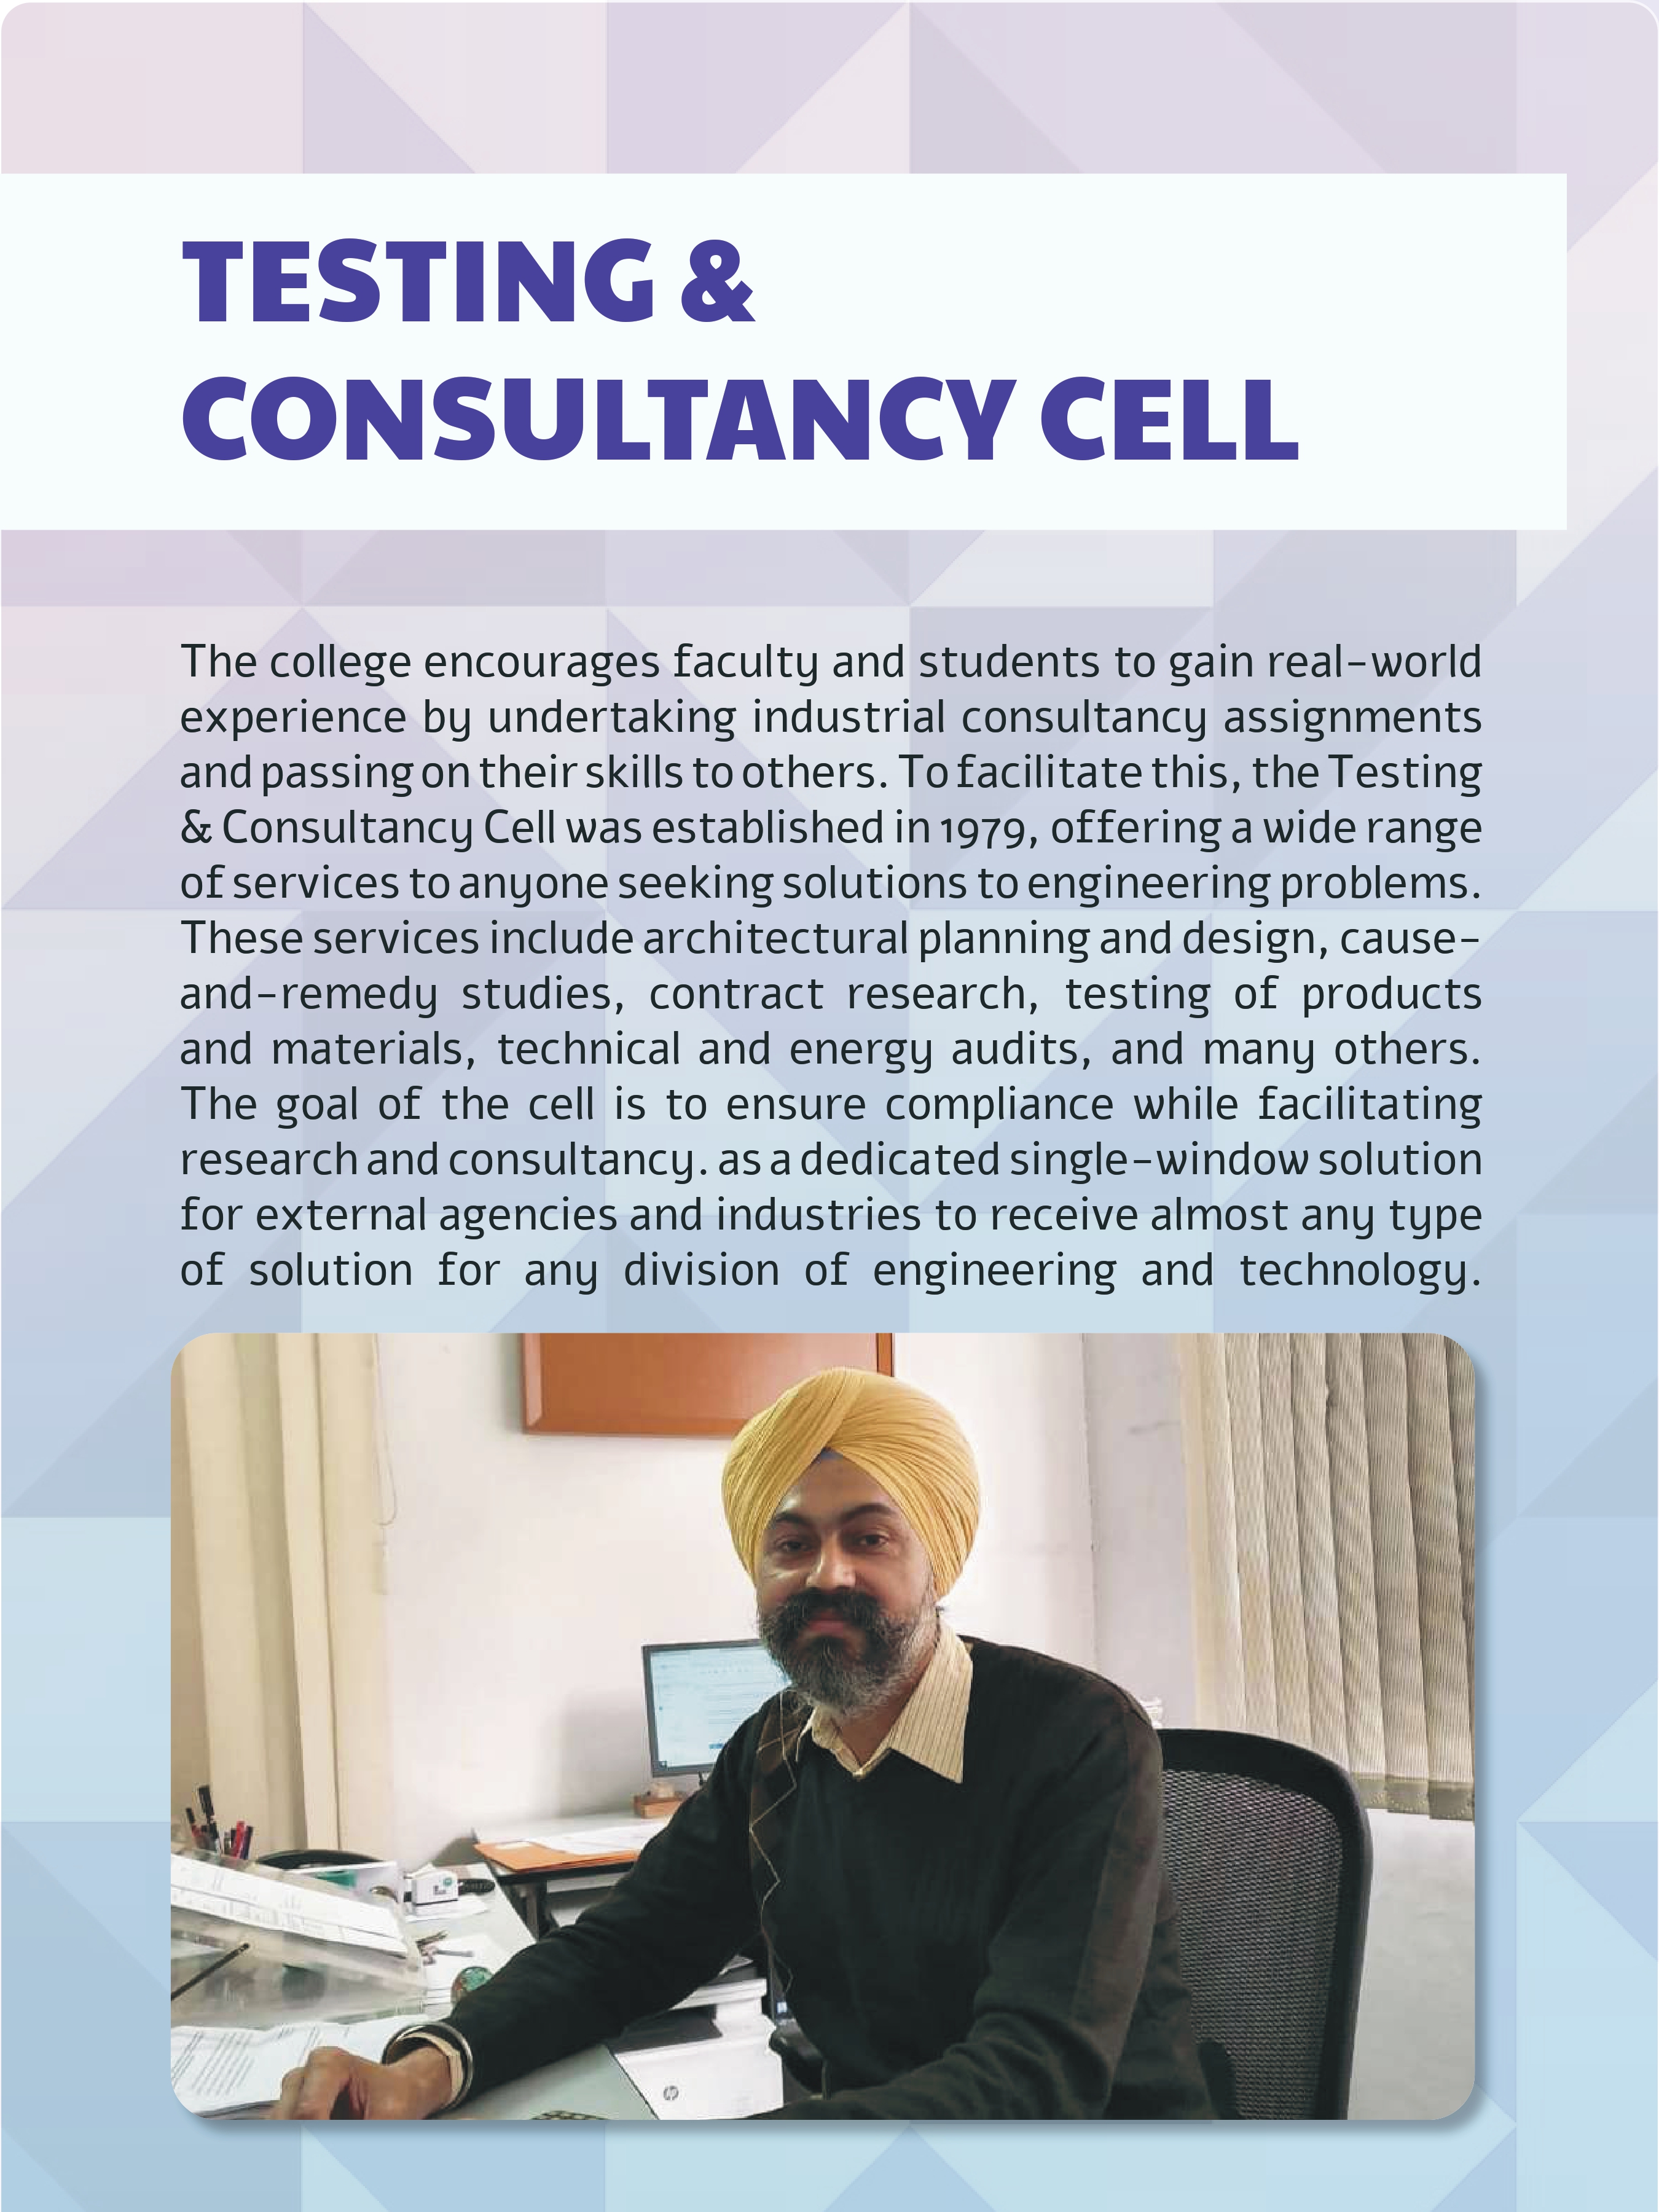 TESTING &
CONSULTANCY CELL
The college encourages faculty and students to gain real-world
experience by undertaking industrial consultancy assignments
and passing on their skills to others. To facilitate this, the Testing
& Consultancy Cell was established in 1979, offering a wide range
of services to anyone seeking solutions to engineering problems.
These services include architectural planning and design, cause-
and-remedy studies, contract research, testing of products
and materials, technical and energy audits, and many others.
The goal of the cell is to ensure compliance while facilitating
research and consultancy. as a dedicated single-window solution
for external agencies and industries to receive almost any type
of solution for any division of engineering and technology.
hp